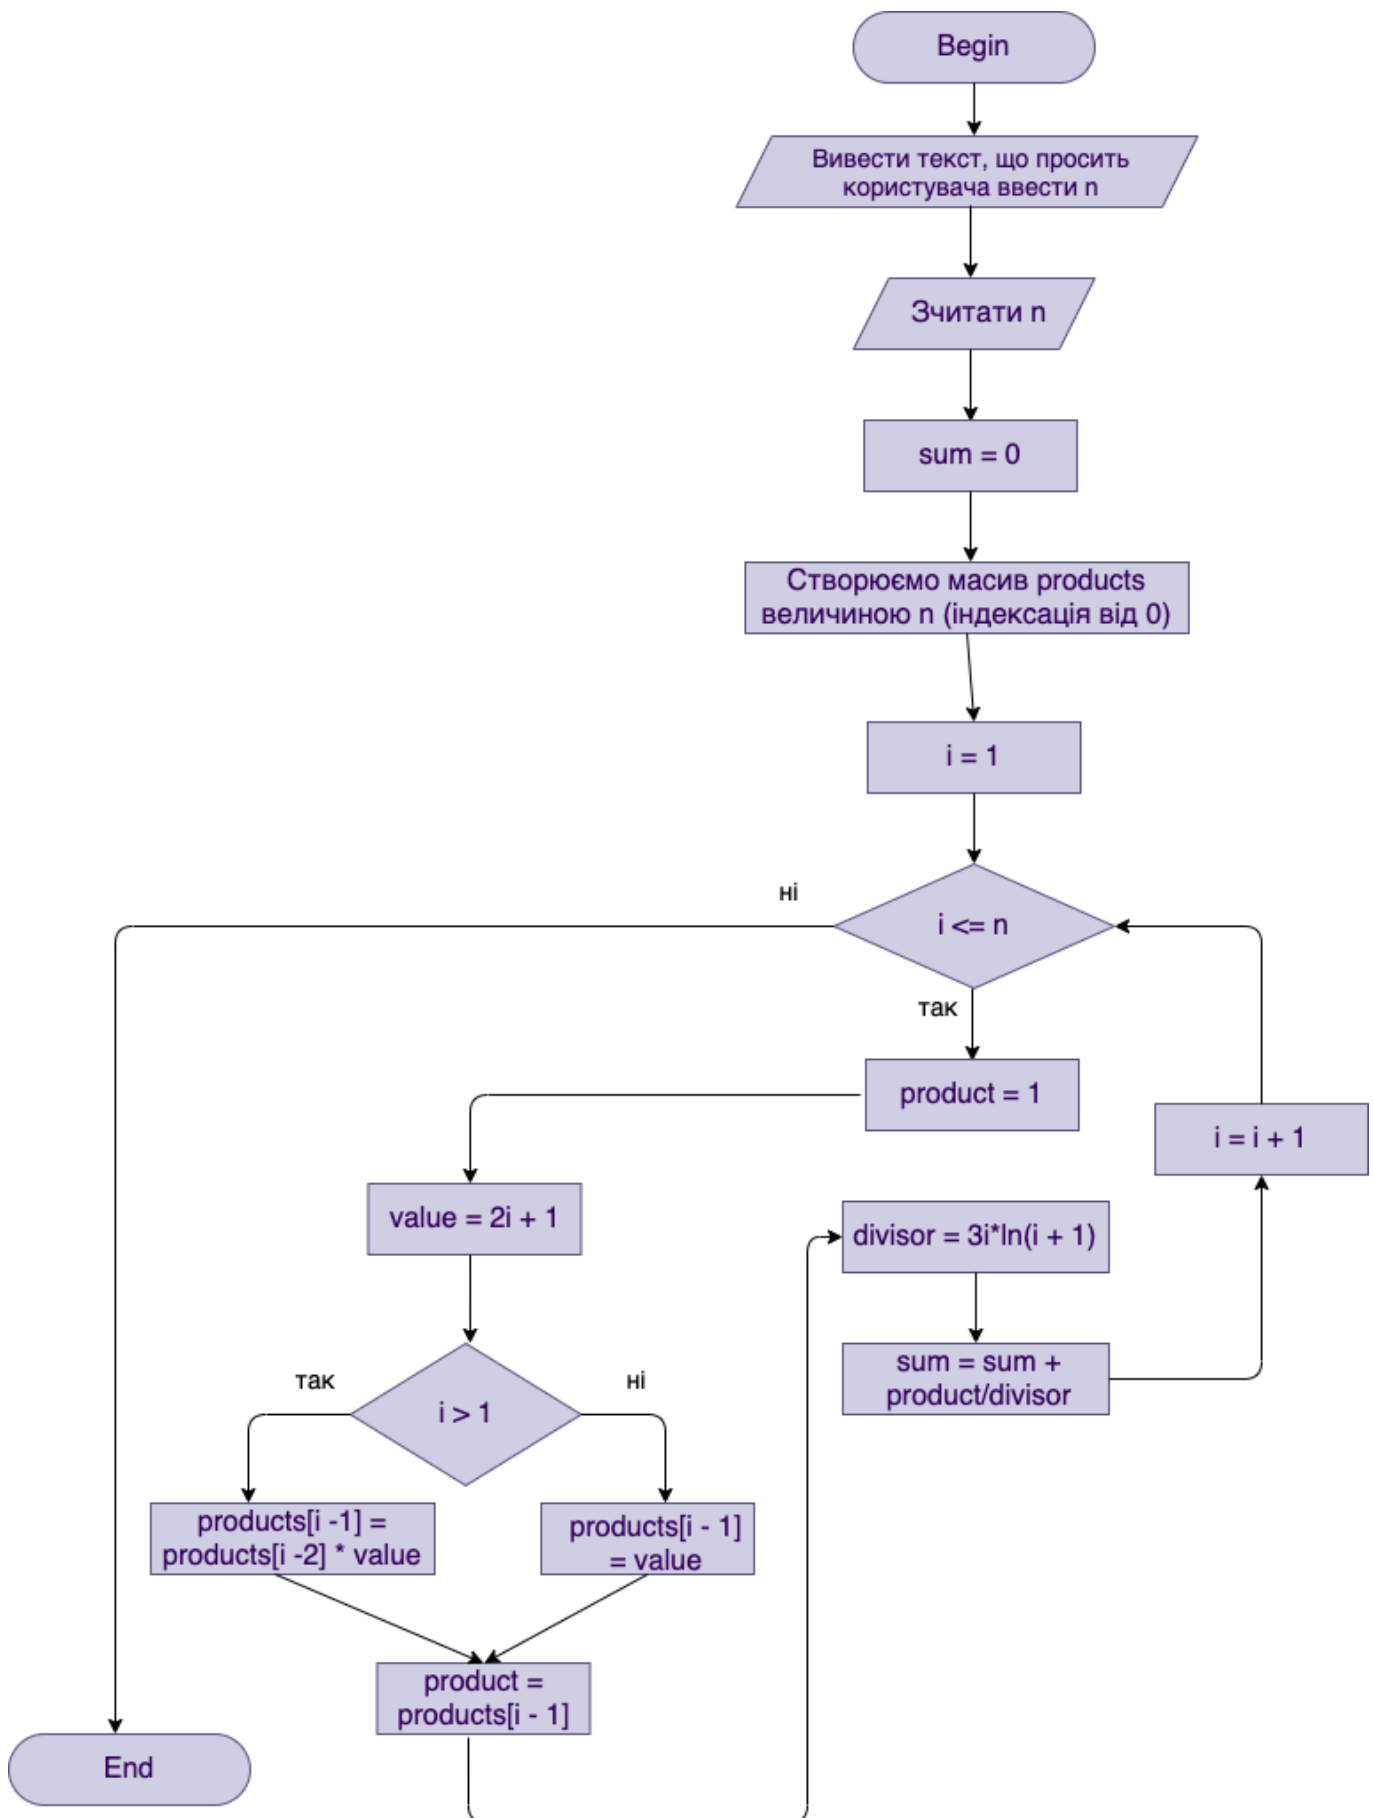 Begin
Вивести текст, що просить
користувача ввести n
Зчитати n
sum = 0
Створюємо масив products
величиною n (індексація від 0)
i = 1
ні
i <= n
так
product = 1
i = i + 1
value = 2i + 1
divisor = 3i*ln(i + 1)
так
ні
i > 1
sum = sum +
product/divisor
products[i -1] =
products[i -2] * value
products[i - 1]
= value
product =
products[i - 1]
End